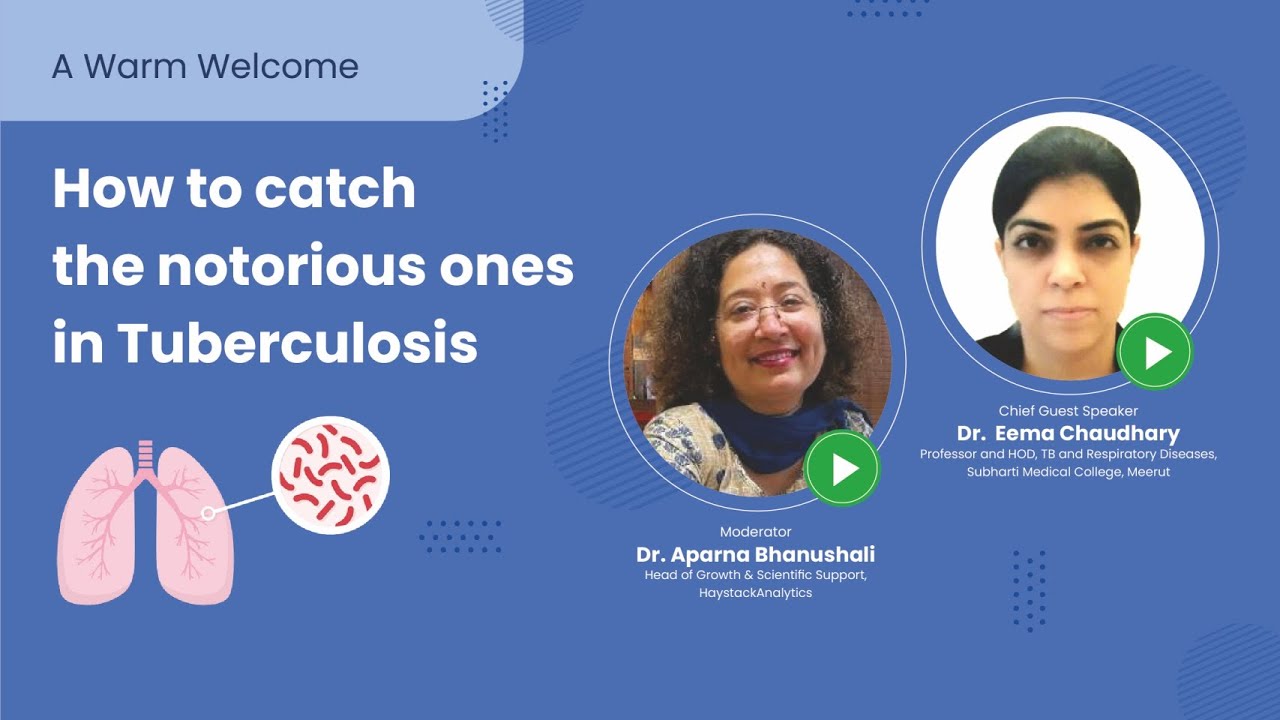 A Warm Welcome
How to catch
the notorious ones
in Tuberculosis
Moderator
Dr. Aparna Bhanushali
Head of Growth & Scientific Support,
HaystackAnalytics
Chief Guest Speaker
Dr. Eema Chaudhary
Professor and HOD, TB and Respiratory Diseases,
Subharti Medical College, Meerut